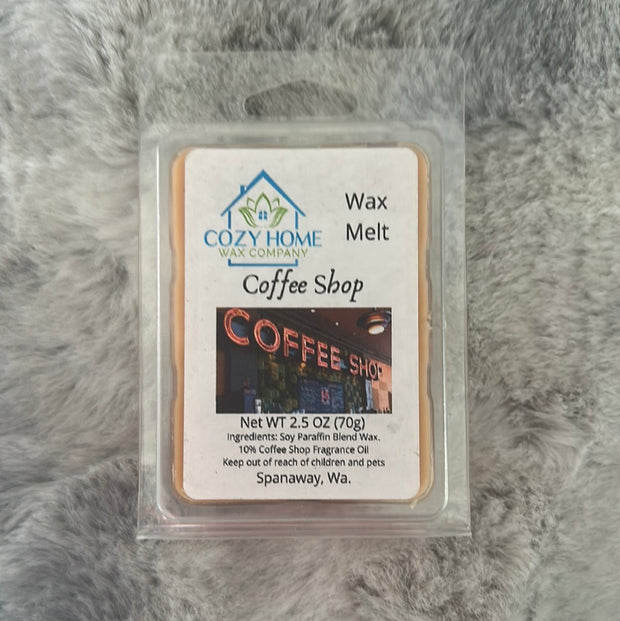 COZY HOME
WAX COMPANY
Wax
Melt
Coffee Shop
COFFEE SHOP
Net WT 2.5 OZ (70g)
Ingredients: Soy Paraffin Blend Wax.
10% Coffee Shop Fragrance Oil
Keep out of reach of children and pets
Spanaway, Wa.